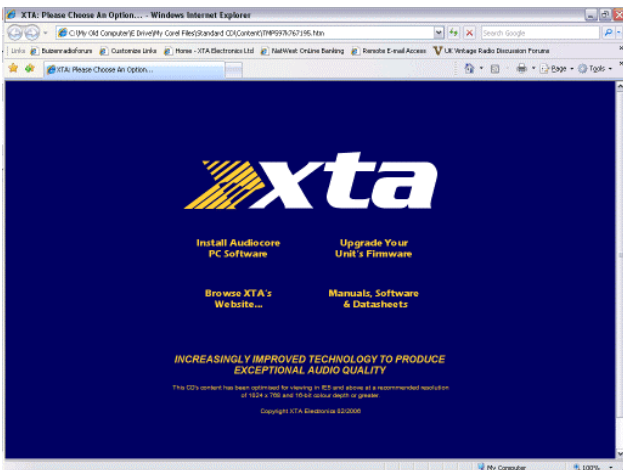 XTA: Please Choose An Option... - Windows Internet Explorer
C:\My Old Computer\E Drive\My Corel Files\Standard CD\Content\TMP597k767195.htm
Search Google
Links Buizenradioforum Customize Links Home - XTA Electronics Ltd NatWest OnLine Banking Remote E-mail Access UK Vintage Radio Discussion Forums
XTA: Please Choose An Option...
Page Tools
xta
Install Audiocore
PC Software
Upgrade Your
Unit's Firmware
Browse XTA's
Website...
Manuals, Software
& Datasheets
INCREASINGLY IMPROVED TECHNOLOGY TO PRODUCE
EXCEPTIONAL AUDIO QUALITY
This CD's content has been optimised for viewing in IE5 and above at a recommended resolution
of 1024 x 768 and 16-bit colour depth or greater.
Copyright XTA Electronics 02/2006
My Computer
100%